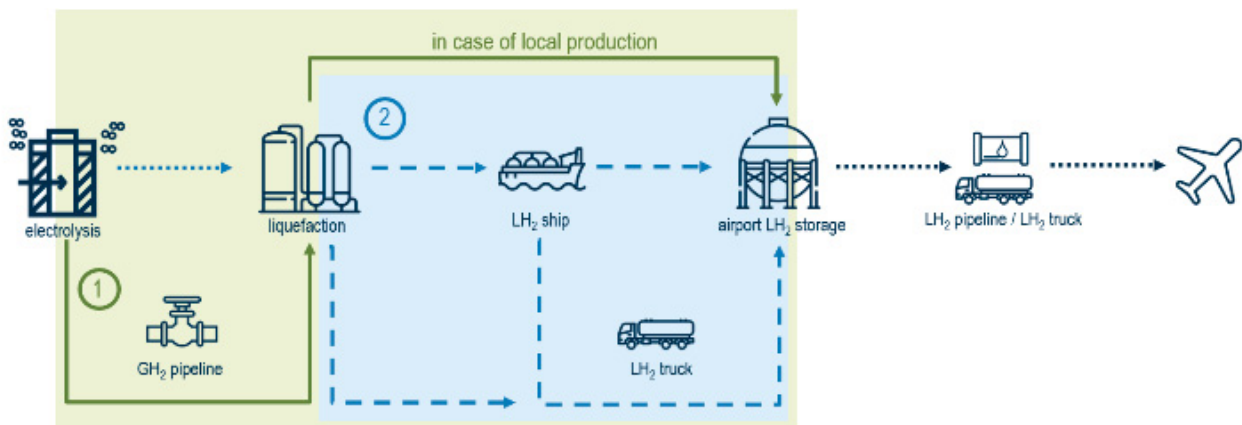 in case of local production
2
electrolysis
liquefaction
LH₂ ship
airport LH₂ storage
LH₂ pipeline / LH₂ truck
1
GH₂ pipeline
LH₂ truck